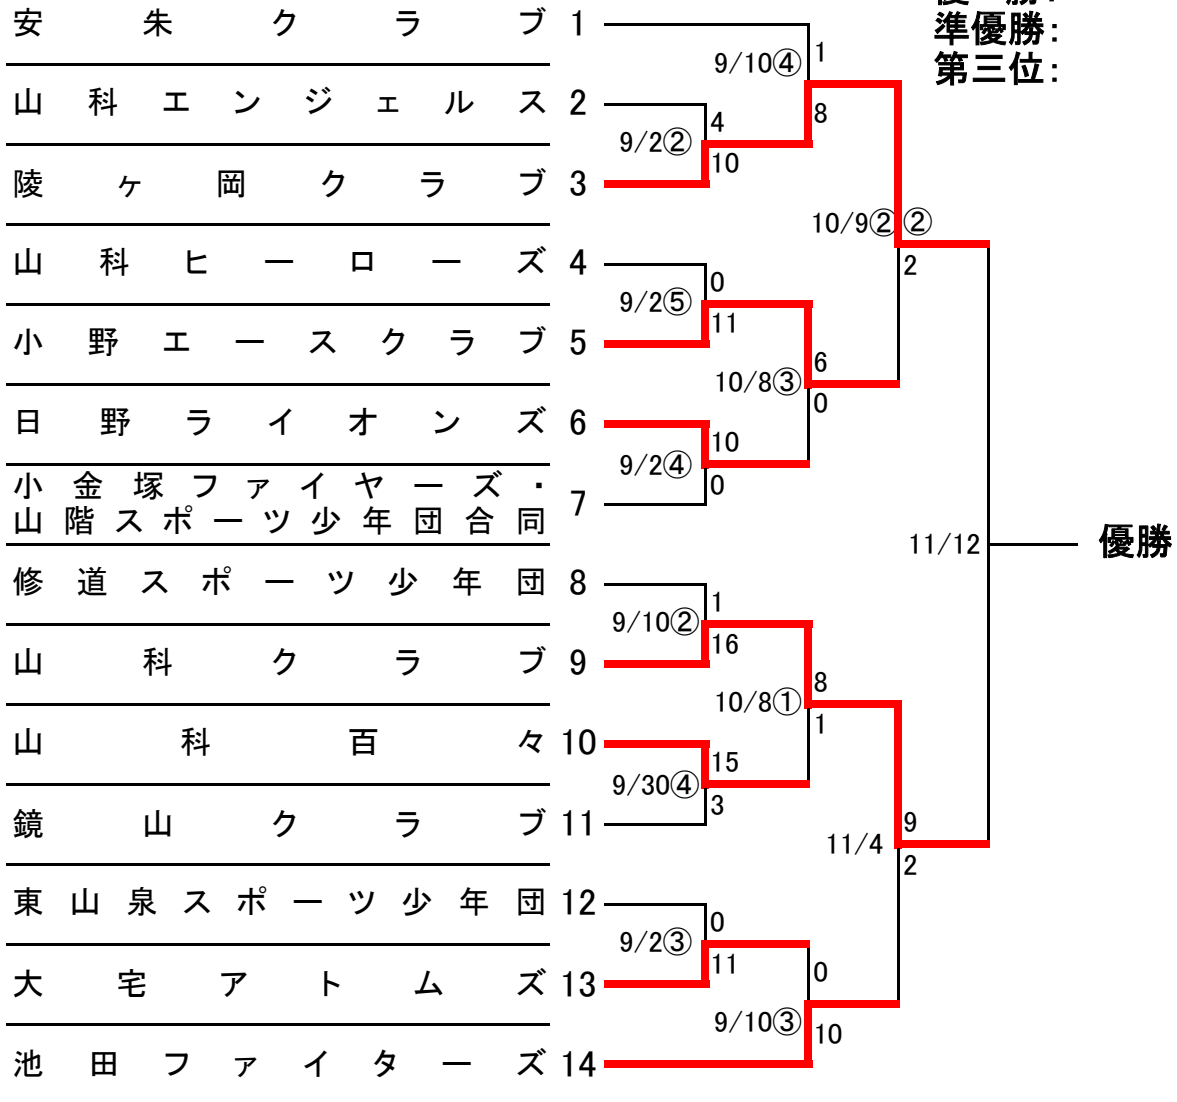 優 勝：
準優勝：
第三位：
安朱クラブ 1
山科エンジェルス 2
陵ヶ岡クラブ 3
山科ヒーローズ 4
小野エースクラブ 5
日野ライオンズ 6
小金塚ファイヤーズ・
山階スポーツ少年団合同 7
修道スポーツ少年団 8
山科クラブ 9
山科百々 10
鏡山クラブ 11
東山泉スポーツ少年団 12
大宅アトムズ 13
池田ファイターズ 14
9/2②
4
10
9/2⑤
0
11
9/2④
10
0
9/10②
1
16
9/30④
15
3
9/2③
0
11
9/10④
1
8
10/8③
6
0
10/8①
8
1
9/10③
0
10
10/9②
②
2
11/4
9
2
11/12
優勝